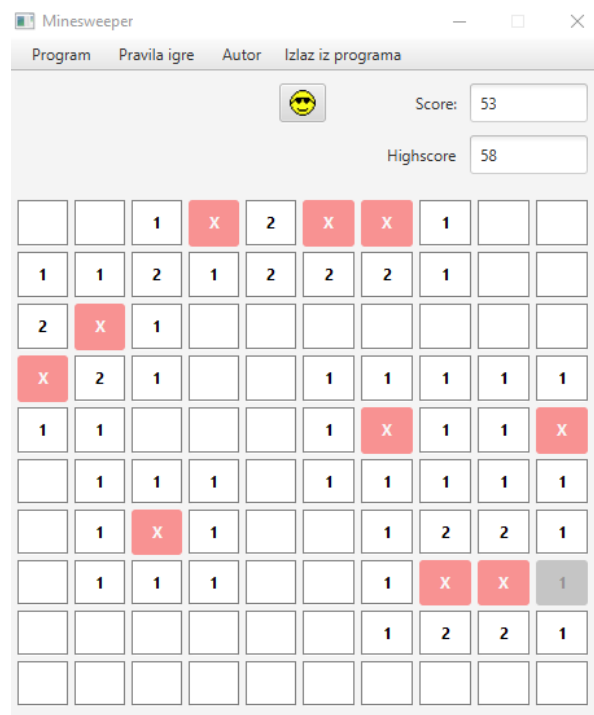 Minesweeper
Program Pravila igre Autor Izlaz iz programa
Score: 53
Highscore 58
1 X 2 X X 1
1 1 2 1 2 2 2 1
2 X 1
X 2 1 1 1 1 1 1
1 1 1 X 1 1 X
1 1 1 1 1 1 1 1
1 X 1 1 2 2 1
1 1 1 1 X X 1
1 2 2 1